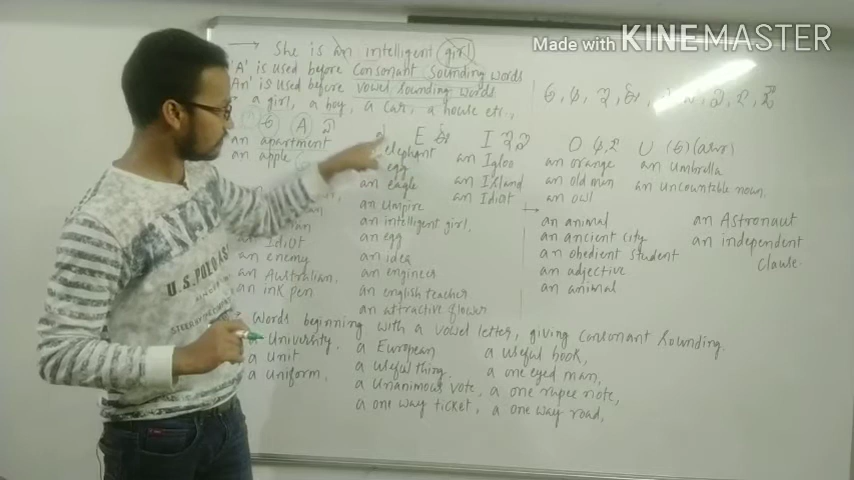 Made with KINEMASTER
→ She is an intelligent girl
'A' is used before Consonant Sounding words
'An' is used before vowel sounding words
a girl, a boy, a car, a house etc.,
A
E
I
O
U
an apartment
an apple
elephant
egg
an eagle
an umpire
an intelligent girl.
an egg
an idea
an engineer
an english teacher
an attractive flower
an Igloo
an Island
an Idiot
an orange
an old man
an owl
an umbrella
an uncountable noun.
an Idiot
an enemy
an Australian.
an ink pen
→
an animal
an ancient city
an obedient student
an adjective
an animal
an Astronaut
an independent
clause.
Words beginning with a vowel letter, giving Consonant Sounding.
University.
a Unit
a uniform.
a European
a useful thing.
a Unanimous vote,
a one way ticket,
a useful book,
a one eyed man,
a one rupee note,
a one way road,
U.S. POLO AS